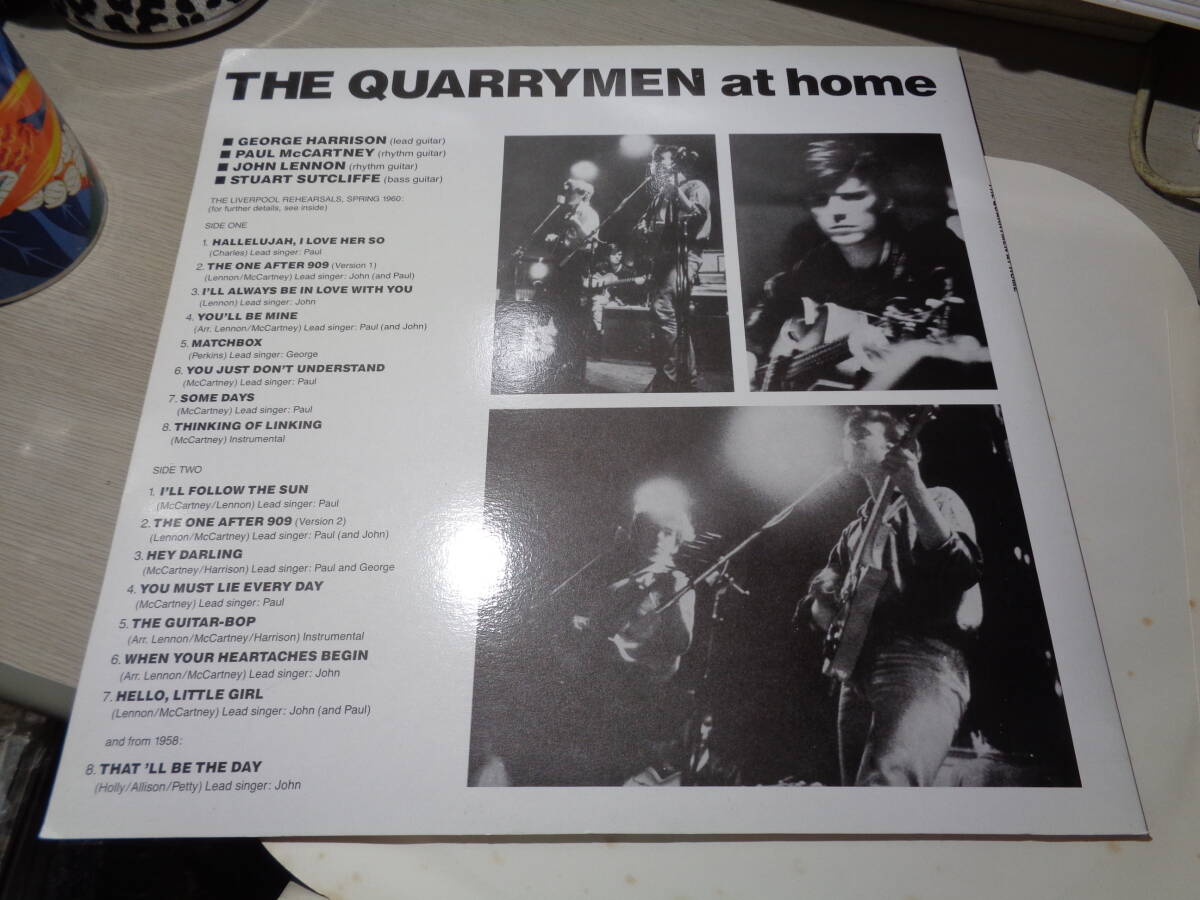 THE QUARRYMEN at home
■ GEORGE HARRISON (lead guitar)
■ PAUL McCARTNEY (rhythm guitar)
■ JOHN LENNON (rhythm guitar)
■ STUART SUTCLIFFE (bass guitar)
THE LIVERPOOL REHEARSALS, SPRING 1960:
(for further details, see inside)
SIDE ONE
1. HALLELUJAH, I LOVE HER SO
(Charles) Lead singer: Paul
2. THE ONE AFTER 909 (Version 1)
(Lennon/McCartney) Lead singer: John (and Paul)
3. I'LL ALWAYS BE IN LOVE WITH YOU
(Lennon) Lead singer: John
4. YOU'LL BE MINE
(Arr. Lennon/McCartney) Lead singer: Paul (and John)
5. MATCHBOX
(Perkins) Lead singer: George
6. YOU JUST DON'T UNDERSTAND
(McCartney) Lead singer: Paul
7. SOME DAYS
(McCartney) Lead singer: Paul
8. THINKING OF LINKING
(McCartney) Instrumental
SIDE TWO
1. I'LL FOLLOW THE SUN
(McCartney/Lennon) Lead singer: Paul
2. THE ONE AFTER 909 (Version 2)
(Lennon/McCartney) Lead singer: Paul (and John)
3. HEY DARLING
(McCartney/Harrison) Lead singer: Paul and George
4. YOU MUST LIE EVERY DAY
(McCartney) Lead singer: Paul
5. THE GUITAR-BOP
(Arr. Lennon/McCartney/Harrison) Instrumental
6. WHEN YOUR HEARTACHES BEGIN
(Arr. Lennon/McCartney) Lead singer: John
7. HELLO, LITTLE GIRL
(Lennon/McCartney) Lead singer: John (and Paul)
and from 1958:
8. THAT 'LL BE THE DAY
(Holly/Allison/Petty) Lead singer: John